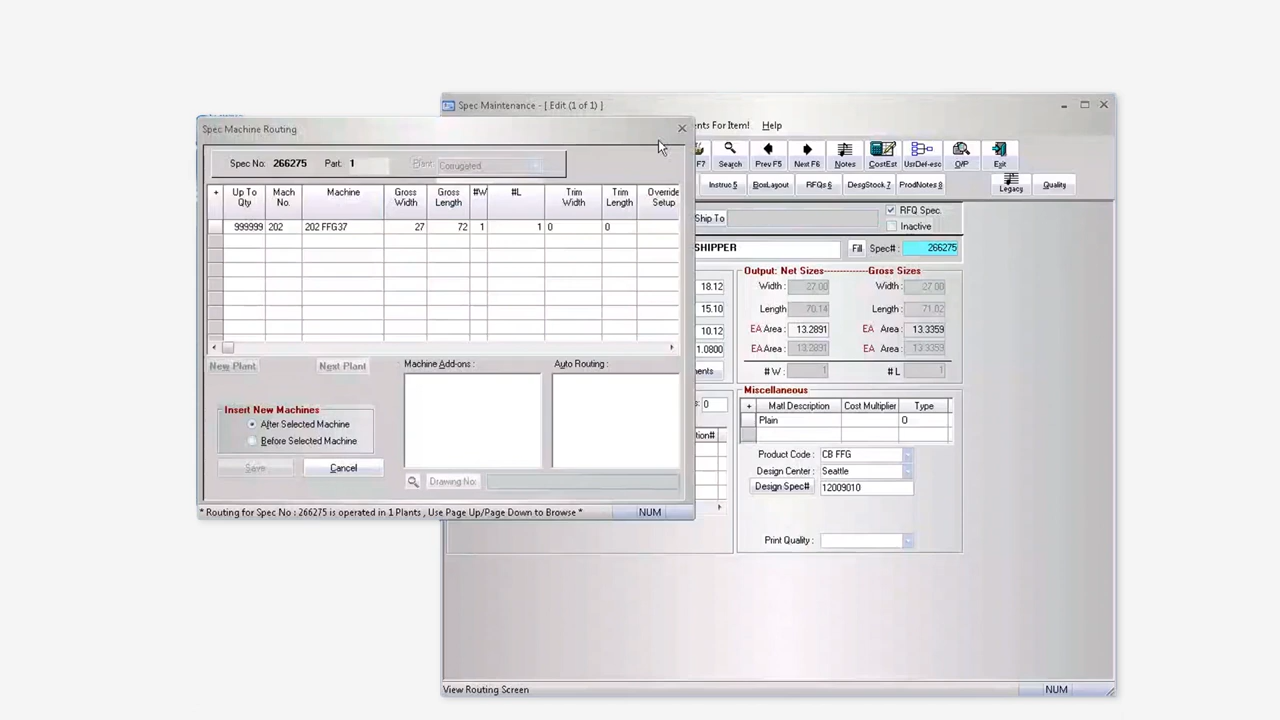 Spec Maintenance - [ Edit (1 of 1) ]
nts For Item! Help
F7 Search Prev F5 Next F6 Notes CostEst UsrDef-esc O/P Exit
Instruc 5 BoxLayout RFQs 6 DesgStock 7 ProdNotes 8 Legacy Quality
Ship To RFQ Spec. Inactive
SHIPPER Fill Spec#: 266275
Spec Machine Routing
Spec No: 266275 Part: 1 Plant: Corrugated
+ Up To Qty Mach No. Machine Gross Width Gross Length #W #L Trim Width Trim Length Override Setup
999999 202 202 FFG37 27 72 1 1 0 0
New Plant Next Plant Machine Add-ons : Auto Routing :
Insert New Machines
After Selected Machine
Before Selected Machine
Save Cancel
Drawing No:
* Routing for Spec No : 266275 is operated in 1 Plants , Use Page Up/Page Down to Browse * NUM
18.12
15.10
10.12
1.0800
ments
s: 0
tion#
Output: Net Sizes------------Gross Sizes
Width : 27.00 Width : 27.00
Length : 70.14 Length : 71.02
EA Area : 13.2891 EA Area : 13.3359
EA Area : 13.2891 EA Area : 13.3359
# W : 1 # L : 1
Miscellaneous
+ Matl Description Cost Multiplier Type
Plain 0
Product Code : CB FFG
Design Center : Seattle
Design Spec# 12009010
Print Quality :
View Routing Screen NUM